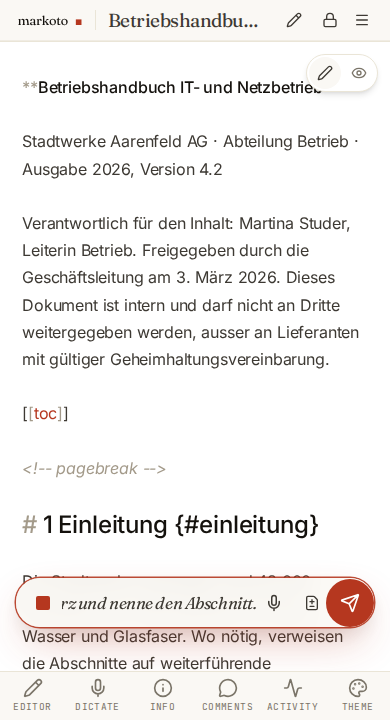 markoto
Betriebshandbu...
**Betriebshandbuch IT- und Netzbetrieb
Stadtwerke Aarenfeld AG · Abteilung Betrieb ·
Ausgabe 2026, Version 4.2
Verantwortlich für den Inhalt: Martina Studer,
Leiterin Betrieb. Freigegeben durch die
Geschäftsleitung am 3. März 2026. Dieses
Dokument ist intern und darf nicht an Dritte
weitergegeben werden, ausser an Lieferanten
mit gültiger Geheimhaltungsvereinbarung.
[[toc]]
<!-- pagebreak -->
# 1 Einleitung {#einleitung}
und nenne den Abschnitt.
Wasser und Glasfaser. Wo nötig, verweisen
die Abschnitte auf weiterführende
EDITOR
DICTATE
INFO
COMMENTS
ACTIVITY
THEME